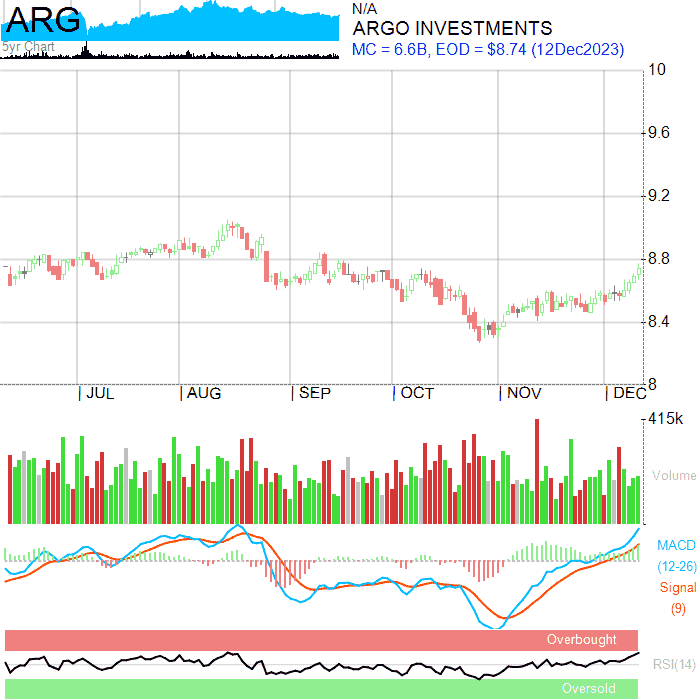 ARG
5yr Chart
N/A
ARGO INVESTMENTS
MC = 6.6B, EOD = $8.74 (12Dec2023)
10
9.6
9.2
8.8
8.4
8
JUL AUG SEP OCT NOV DEC
415k
Volume
MACD
(12-26)
Signal
(9)
Overbought
RSI(14)
Oversold